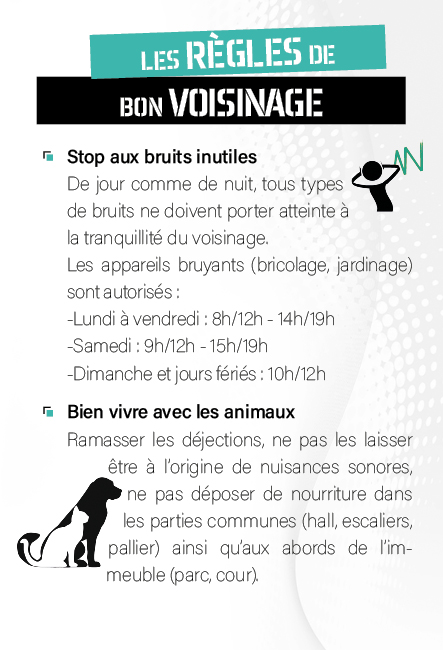 LES RÈGLES DE
BON VOISINAGE
Stop aux bruits inutiles
De jour comme de nuit, tous types
de bruits ne doivent porter atteinte à
la tranquillité du voisinage.
Les appareils bruyants (bricolage, jardinage)
sont autorisés :
-Lundi à vendredi : 8h/12h - 14h/19h
-Samedi : 9h/12h - 15h/19h
-Dimanche et jours fériés : 10h/12h
Bien vivre avec les animaux
Ramasser les déjections, ne pas les laisser
être à l'origine de nuisances sonores,
ne pas déposer de nourriture dans
les parties communes (hall, escaliers,
pallier) ainsi qu'aux abords de l'im-
meuble (parc, cour).